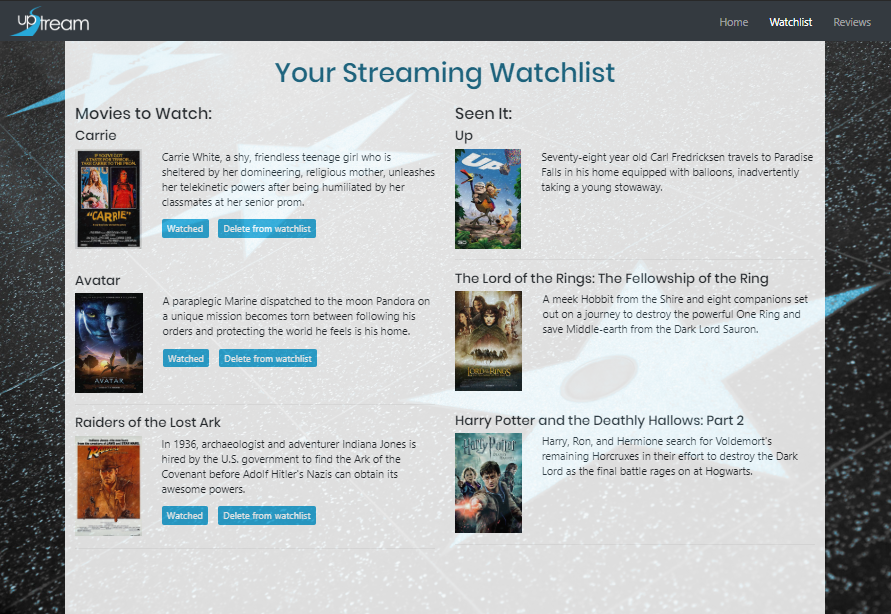 upstream
Home Watchlist Reviews
Your Streaming Watchlist
Movies to Watch:
Carrie
"CARRIE"
Carrie White, a shy, friendless teenage girl who is
sheltered by her domineering, religious mother, unleashes
her telekinetic powers after being humiliated by her
classmates at her senior prom.
Watched Delete from watchlist
Avatar
AVATAR
A paraplegic Marine dispatched to the moon Pandora on
a unique mission becomes torn between following his
orders and protecting the world he feels is his home.
Watched Delete from watchlist
Raiders of the Lost Ark
In 1936, archaeologist and adventurer Indiana Jones is
hired by the U.S. government to find the Ark of the
Covenant before Adolf Hitler's Nazis can obtain its
awesome powers.
Watched Delete from watchlist
Seen It:
Up
UP
Seventy-eight year old Carl Fredricksen travels to Paradise
Falls in his home equipped with balloons, inadvertently
taking a young stowaway.
The Lord of the Rings: The Fellowship of the Ring
A meek Hobbit from the Shire and eight companions set
out on a journey to destroy the powerful One Ring and
save Middle-earth from the Dark Lord Sauron.
Harry Potter and the Deathly Hallows: Part 2
Harry Potter
Harry, Ron, and Hermione search for Voldemort's
remaining Horcruxes in their effort to destroy the Dark
Lord as the final battle rages on at Hogwarts.